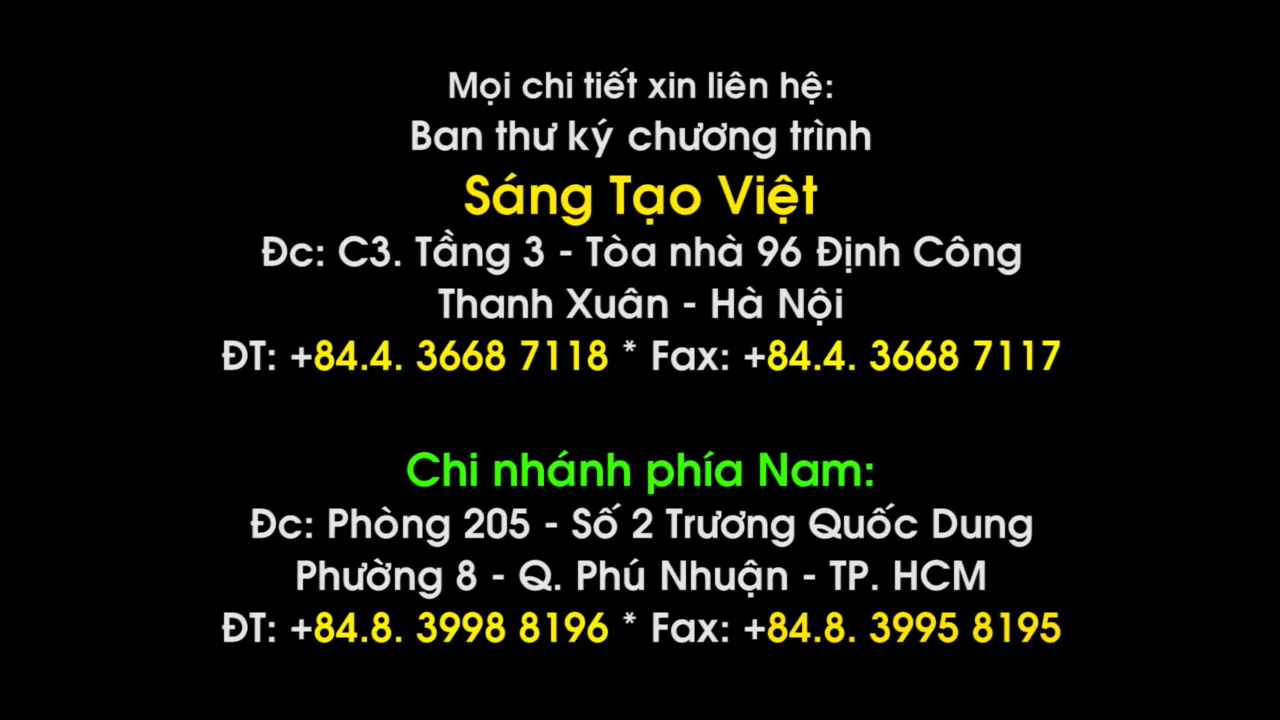 Mọi chi tiết xin liên hệ:
Ban thư ký chương trình
Sáng Tạo Việt
Đc: C3. Tầng 3 - Tòa nhà 96 Định Công
Thanh Xuân - Hà Nội
ĐT: +84.4. 3668 7118 * Fax: +84.4. 3668 7117
Chi nhánh phía Nam:
Đc: Phòng 205 - Số 2 Trương Quốc Dung
Phường 8 - Q. Phú Nhuận - TP. HCM
ĐT: +84.8. 3998 8196 * Fax: +84.8. 3995 8195